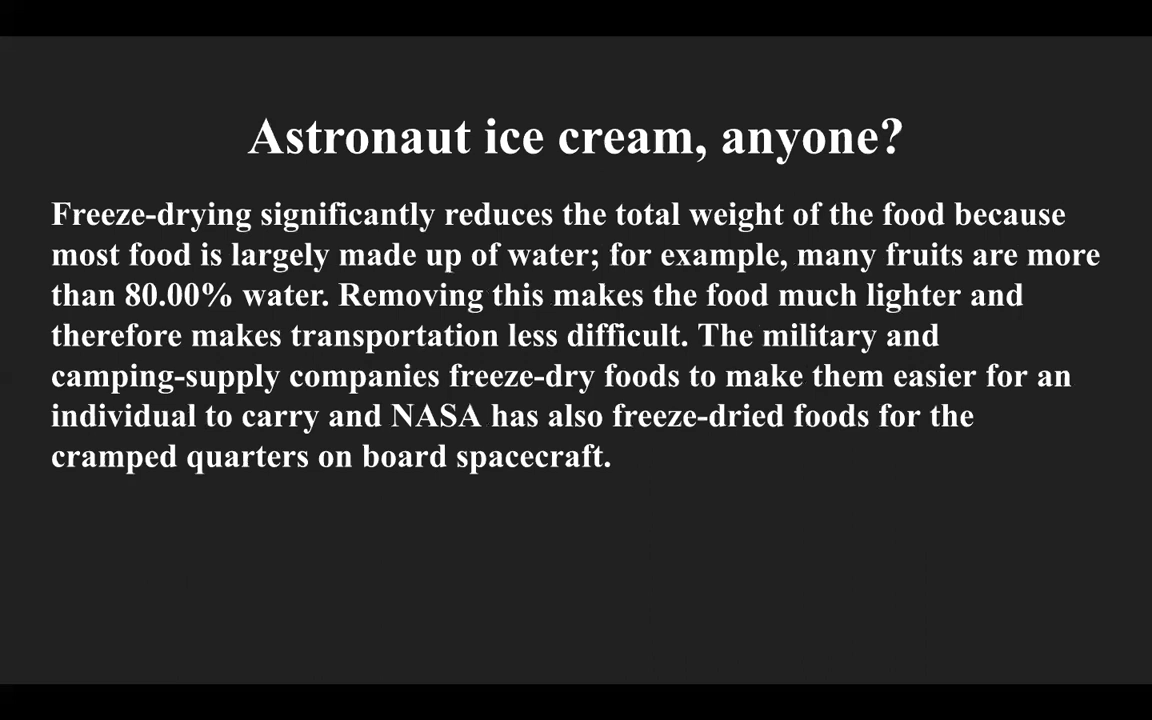 Astronaut ice cream, anyone?
Freeze-drying significantly reduces the total weight of the food because
most food is largely made up of water; for example, many fruits are more
than 80.00% water. Removing this makes the food much lighter and
therefore makes transportation less difficult. The military and
camping-supply companies freeze-dry foods to make them easier for an
individual to carry and NASA has also freeze-dried foods for the
cramped quarters on board spacecraft.